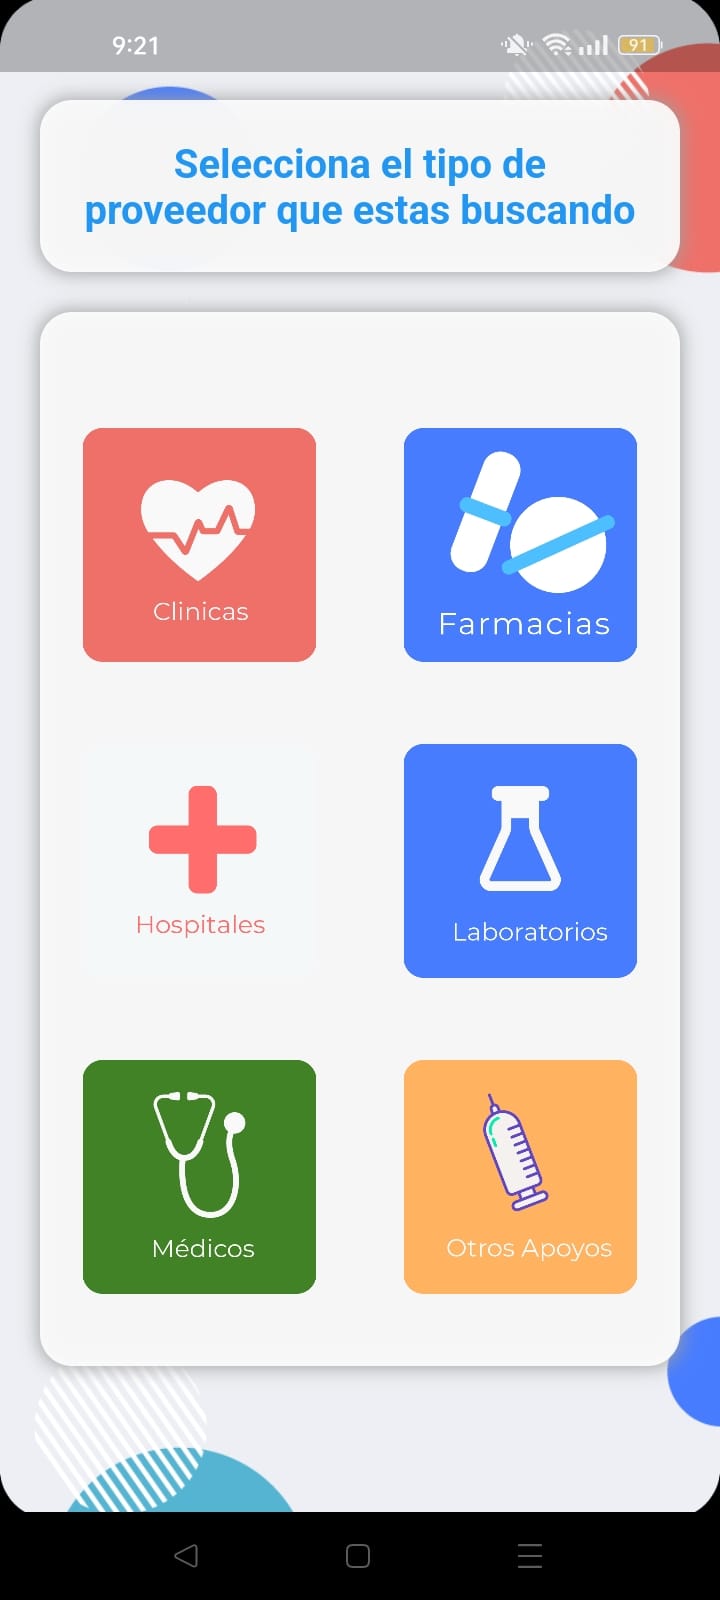 9:21
91
Selecciona el tipo de
proveedor que estas buscando
Clinicas
Farmacias
Hospitales
Laboratorios
Médicos
Otros Apoyos